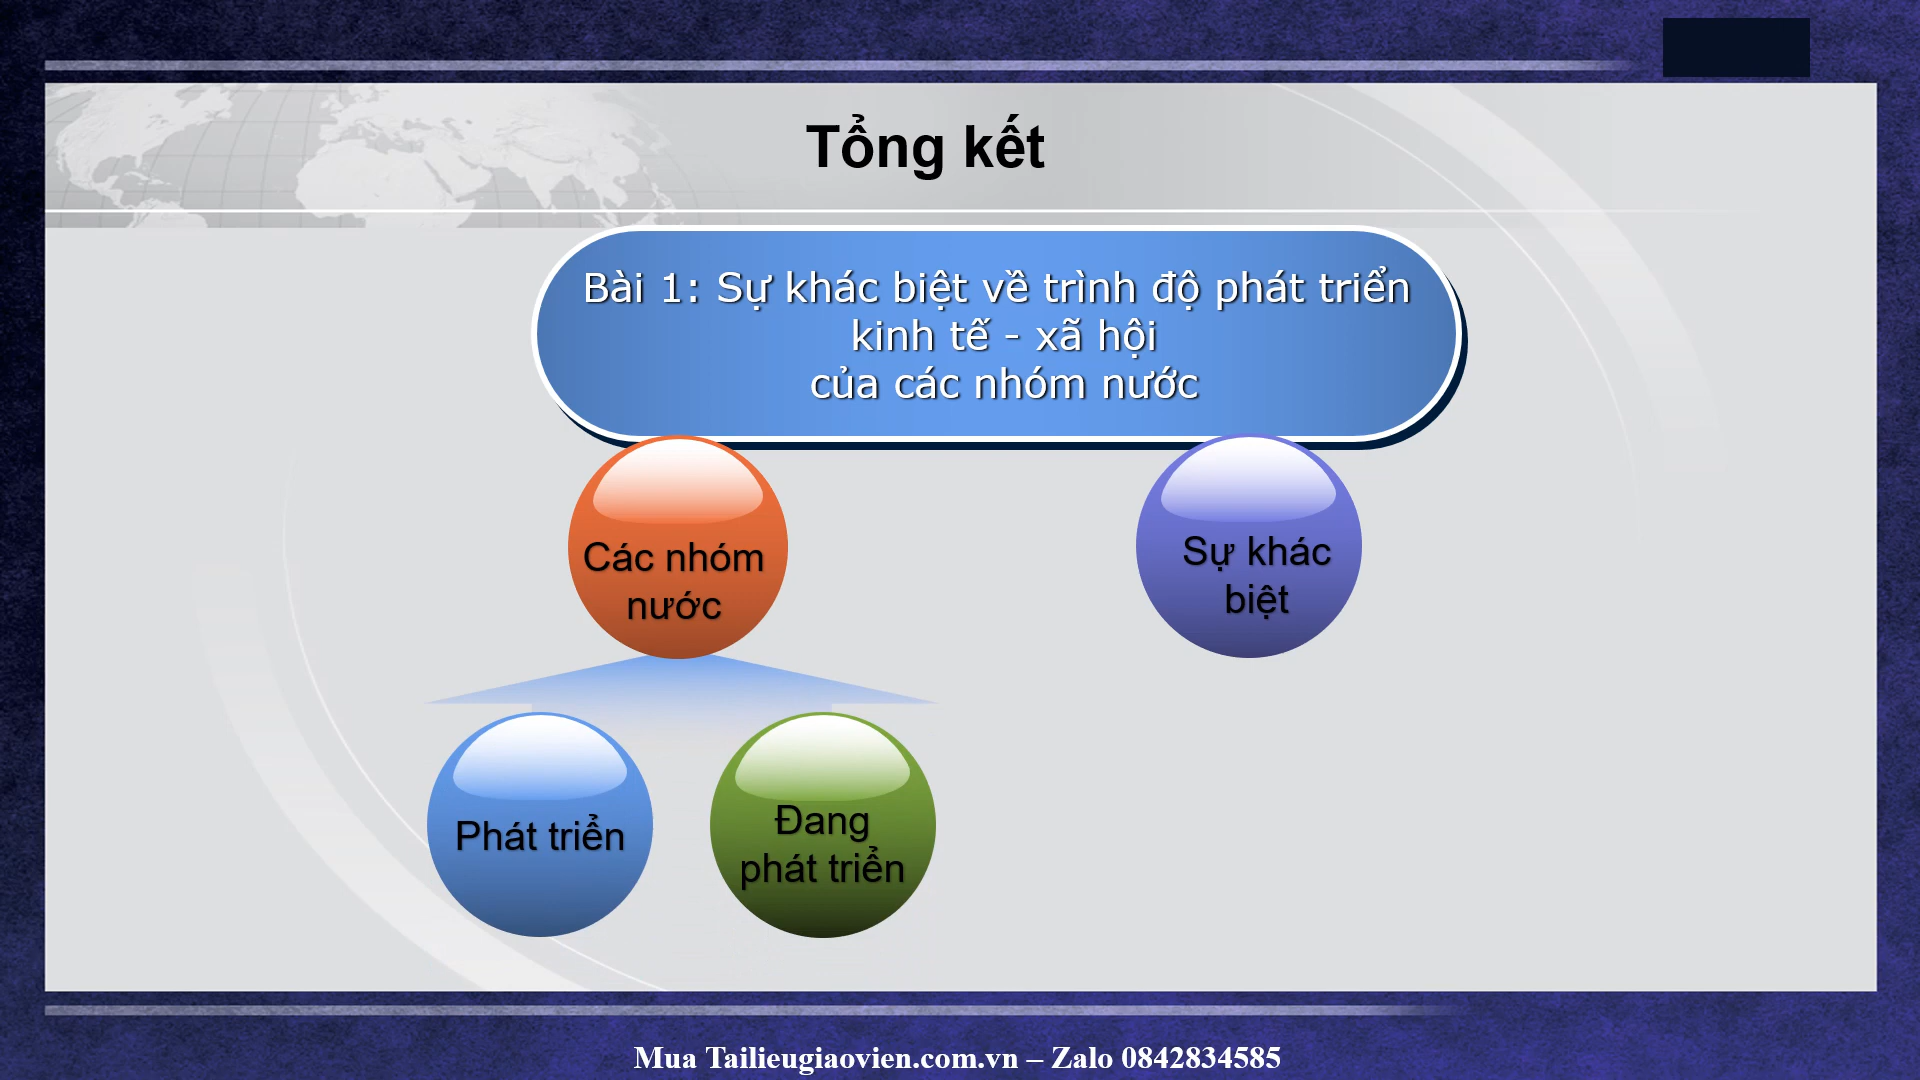 Tổng kết
Bài 1: Sự khác biệt về trình độ phát triển
kinh tế - xã hội
của các nhóm nước
Các nhóm
nước
Sự khác
biệt
Phát triển
Đang
phát triển
Mua Tailieugiaovien.com.vn – Zalo 0842834585